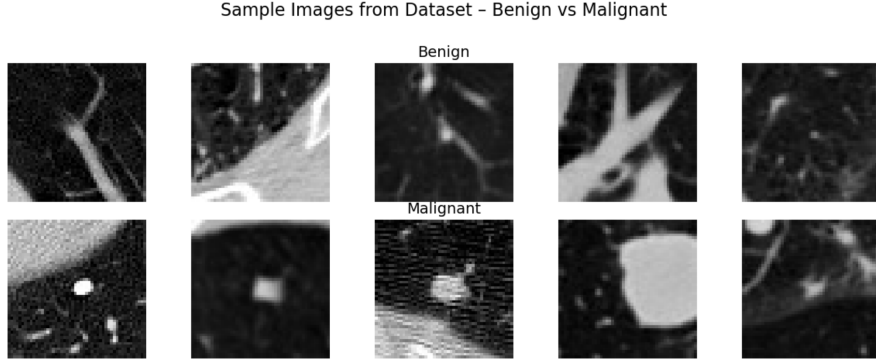 Sample Images from Dataset – Benign vs Malignant
Benign
Malignant